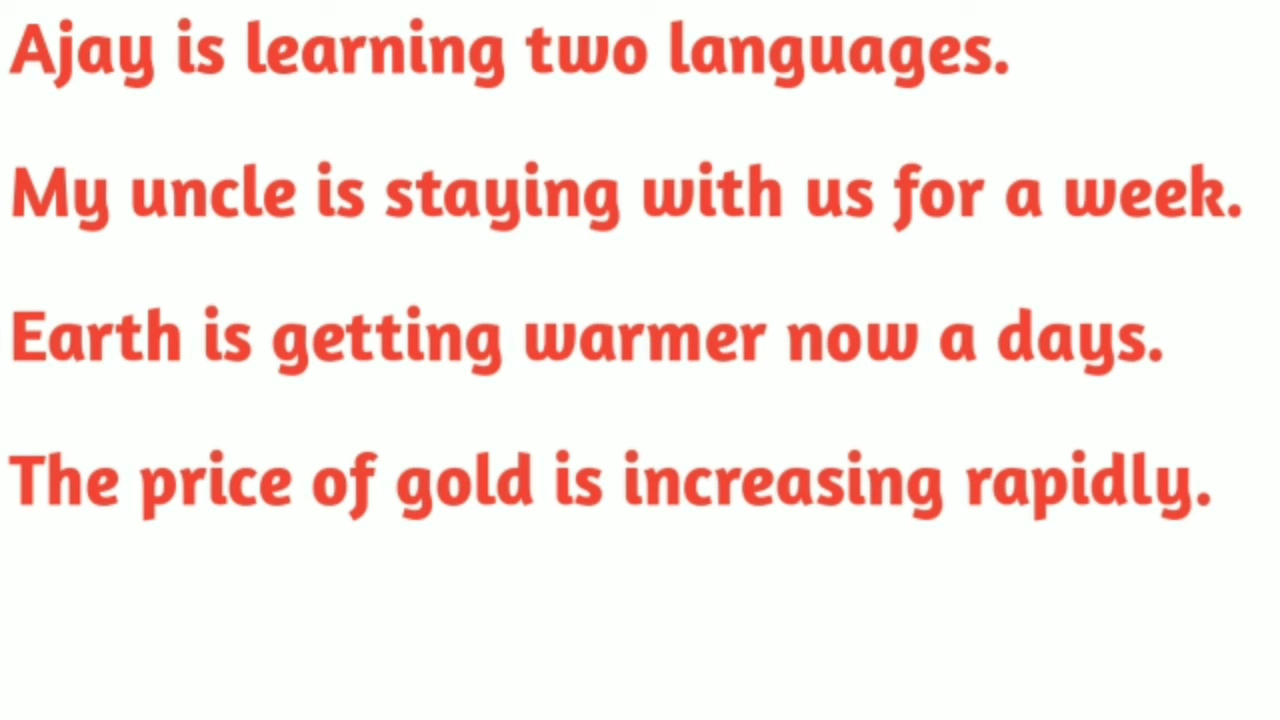 Ajay is learning two languages.
My uncle is staying with us for a week.
Earth is getting warmer now a days.
The price of gold is increasing rapidly.